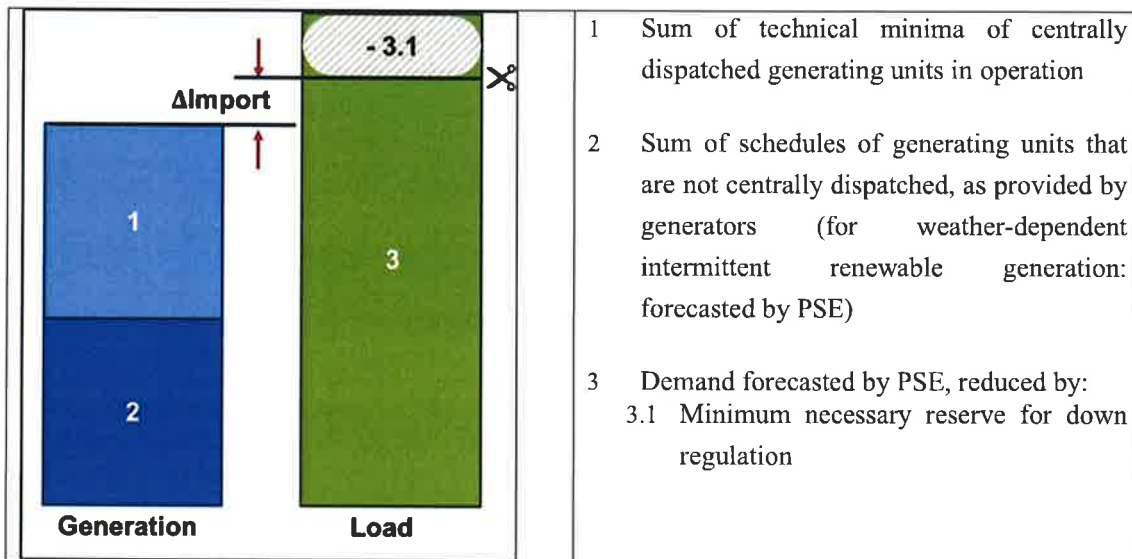 - 3.1
ΔImport
1
2
3
Generation
Load
1 Sum of technical minima of centrally
dispatched generating units in operation
2 Sum of schedules of generating units that
are not centrally dispatched, as provided by
generators (for weather-dependent
intermittent renewable generation:
forecasted by PSE)
3 Demand forecasted by PSE, reduced by:
3.1 Minimum necessary reserve for down
regulation